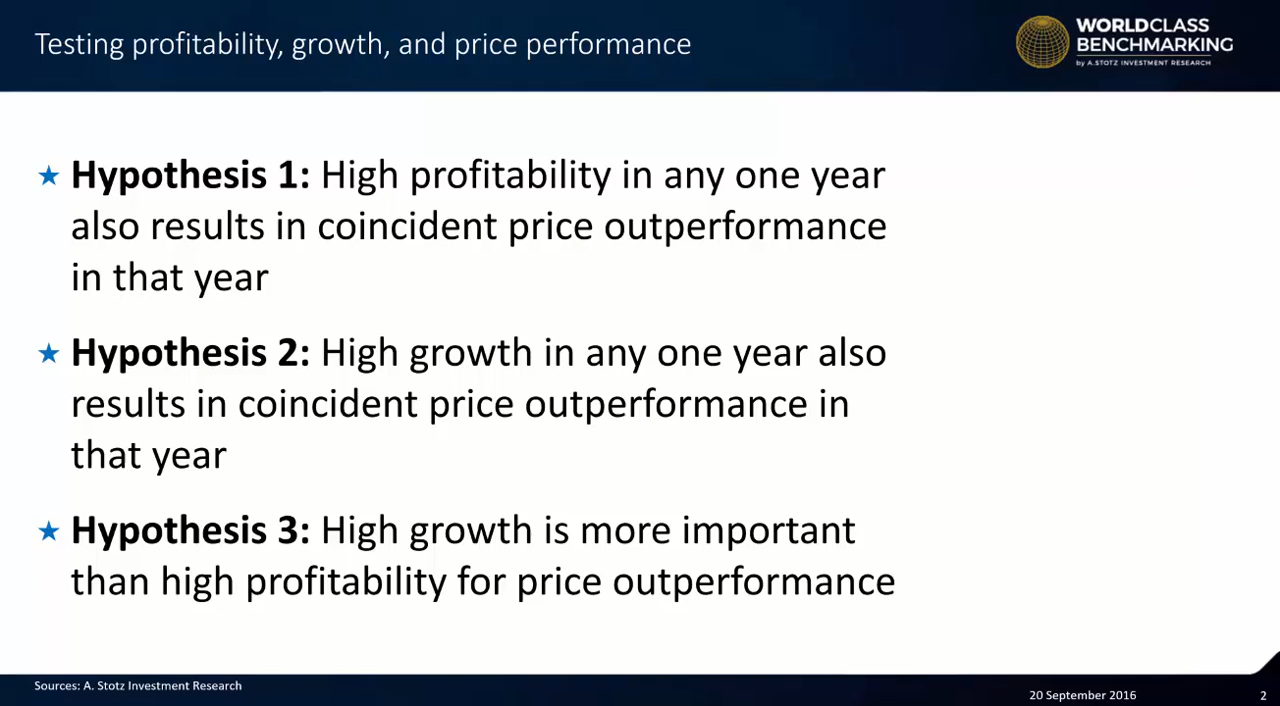 Testing profitability, growth, and price performance
WORLDCLASS
BENCHMARKING
by A.STOTZ INVESTMENT RESEARCH
Hypothesis 1: High profitability in any one year
also results in coincident price outperformance
in that year
Hypothesis 2: High growth in any one year also
results in coincident price outperformance in
that year
Hypothesis 3: High growth is more important
than high profitability for price outperformance
Sources: A. Stotz Investment Research
20 September 2016
2